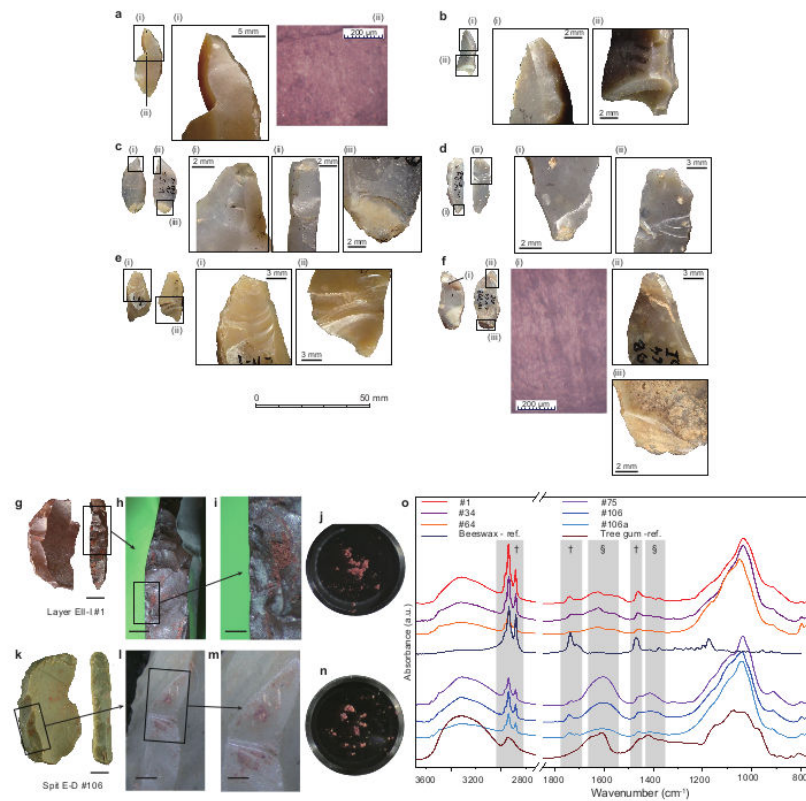 a (i) (i) 5 mm (ii) 200 µm
(ii)
b (i) (i) 2 mm (ii)
(ii)
2 mm
c (i) (ii) (i) 2 mm (ii) 2 mm (iii)
(iii)
2 mm
d (ii) (i) (ii) 3 mm
(i)
2 mm
e (i) (i) 3 mm (ii)
(ii)
3 mm
f (ii) (i) (ii) 3 mm
(i)
(iii)
(iii)
200 µm
2 mm
0 50 mm
g h i j
Layer EII-I #1
k l m n
Spit E-D #106
o
#1 #75
#34 #106
#64 #106a
Beeswax - ref. Tree gum -ref.
† † § † §
Absorbance (a.u.)
3600 2800 1800 1600 1400 1000 800
Wavenumber (cm⁻¹)